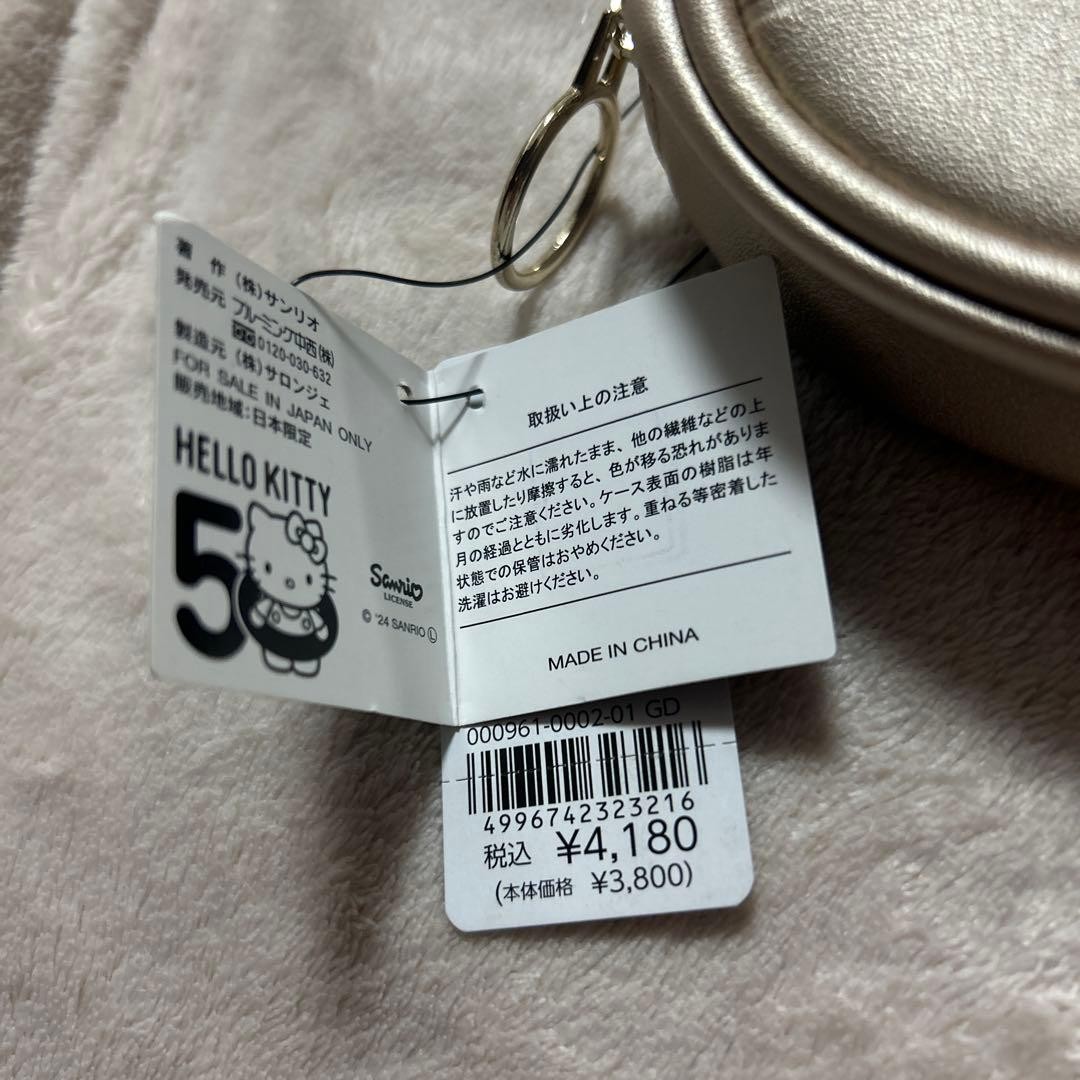 著　作 (株)サンリオ
発売元 ブルーミング中西(株)
0120-030-632
製造元 (株)サロンジェ
FOR SALE IN JAPAN ONLY
販売地域:日本限定
HELLO KITTY
50
Sanrio
LICENSE
© '24 SANRIO Ⓛ
取扱い上の注意
汗や雨など水に濡れたまま、他の繊維などの上
に放置したり摩擦すると、色が移る恐れがありま
すのでご注意ください。ケース表面の樹脂は年
月の経過とともに劣化します。重ねる等密着した
状態での保管はおやめください。
洗濯はお避けください。
MADE IN CHINA
000961-0002-01 GD
4996742323216
税込 ¥4,180
(本体価格 ¥3,800)